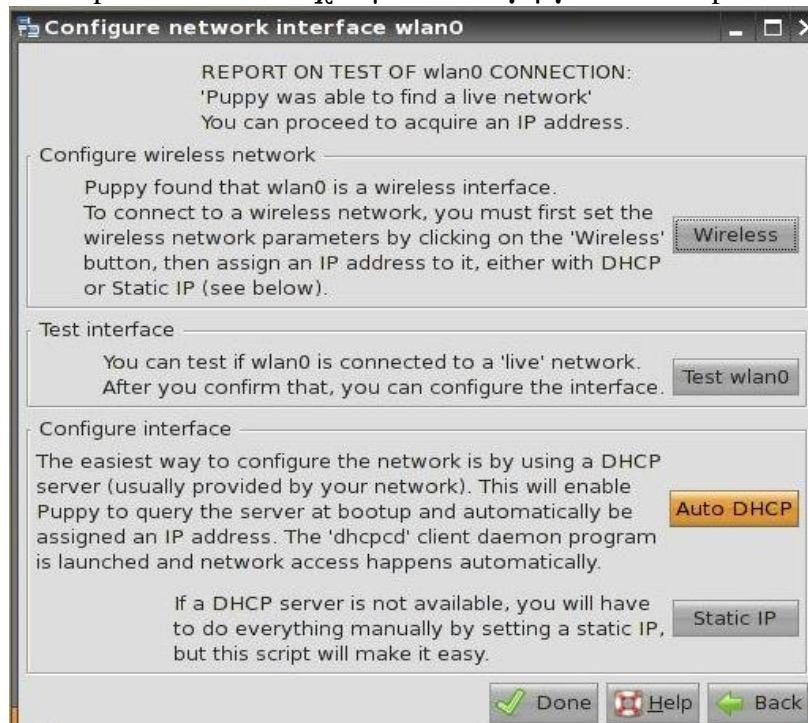 Configure network interface wlan0
REPORT ON TEST OF wlan0 CONNECTION:
'Puppy was able to find a live network'
You can proceed to acquire an IP address.
Configure wireless network
Puppy found that wlan0 is a wireless interface.
To connect to a wireless network, you must first set the
wireless network parameters by clicking on the 'Wireless'
button, then assign an IP address to it, either with DHCP
or Static IP (see below).
Wireless
Test interface
You can test if wlan0 is connected to a 'live' network.
After you confirm that, you can configure the interface.
Test wlan0
Configure interface
The easiest way to configure the network is by using a DHCP
server (usually provided by your network). This will enable
Puppy to query the server at bootup and automatically be
assigned an IP address. The 'dhcpcd' client daemon program
is launched and network access happens automatically.
Auto DHCP
If a DHCP server is not available, you will have
to do everything manually by setting a static IP,
but this script will make it easy.
Static IP
Done
Help
Back